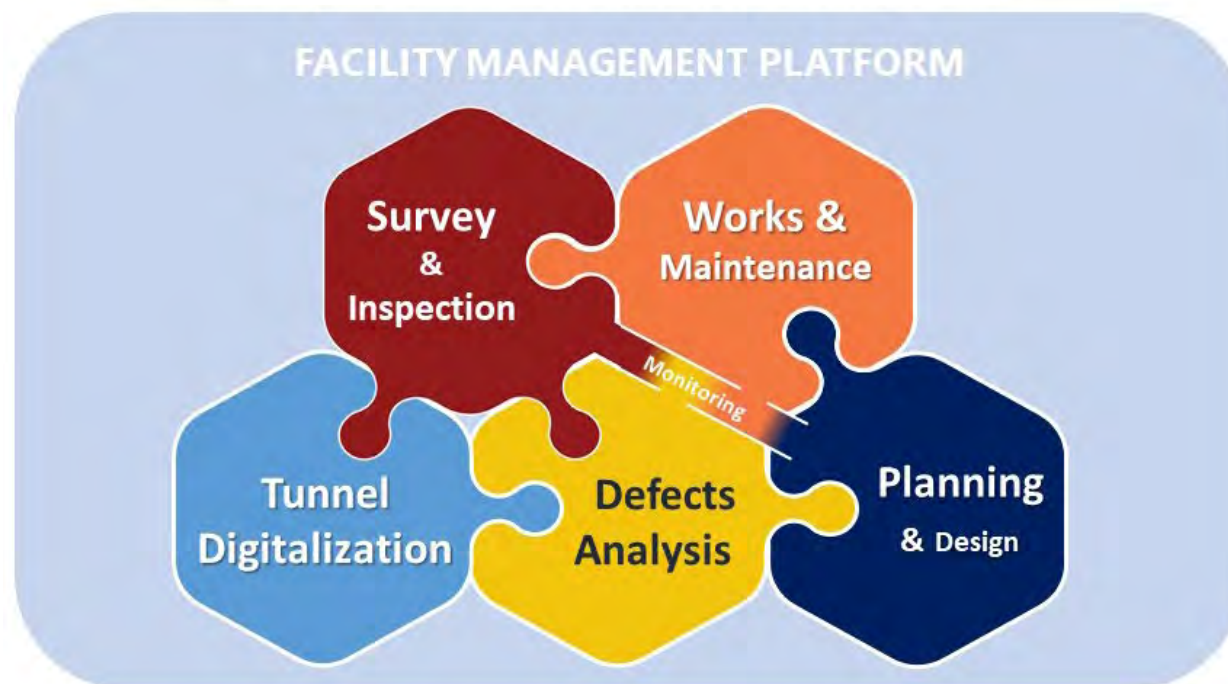 FACILITY MANAGEMENT PLATFORM
Survey
&
Inspection
Works &
Maintenance
Monitoring
Tunnel
Digitalization
Defects
Analysis
Planning
& Design